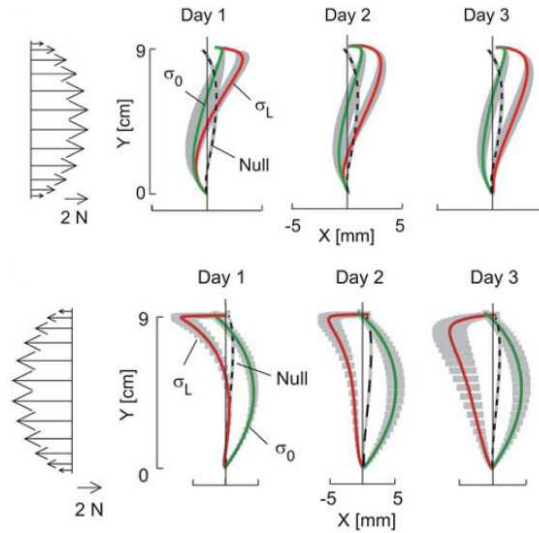 Day 1 Day 2 Day 3
9
σ0
σL
Y [cm]
Null
0
2 N
-5 5
X [mm]
Day 1 Day 2 Day 3
9
σL
Null
Y [cm]
σ0
0
2 N
-5 5
X [mm]